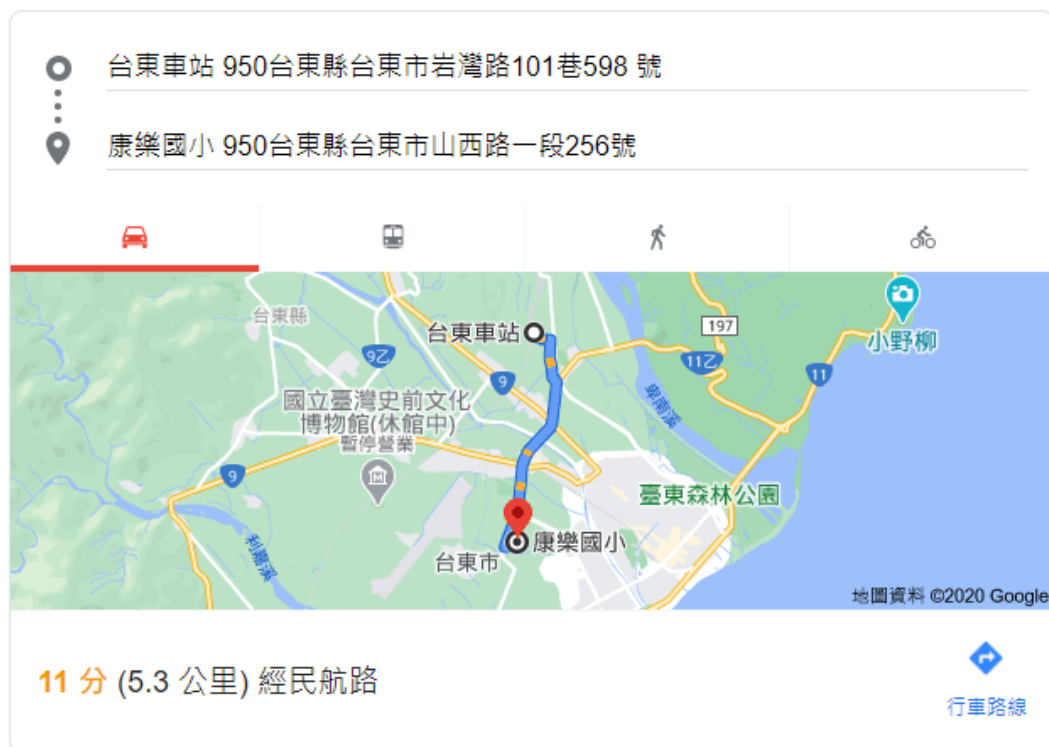 台東車站 950台東縣台東市岩灣路101巷598 號
康樂國小 950台東縣台東市山西路一段256號
台東縣
台東車站
197
小野柳
9乙
11乙
11
9
卑南溪
國立臺灣史前文化
博物館(休館中)
暫停營業
9
臺東森林公園
康樂國小
台東市
利嘉溪
地圖資料 ©2020 Google
11 分 (5.3 公里) 經民航路
行車路線